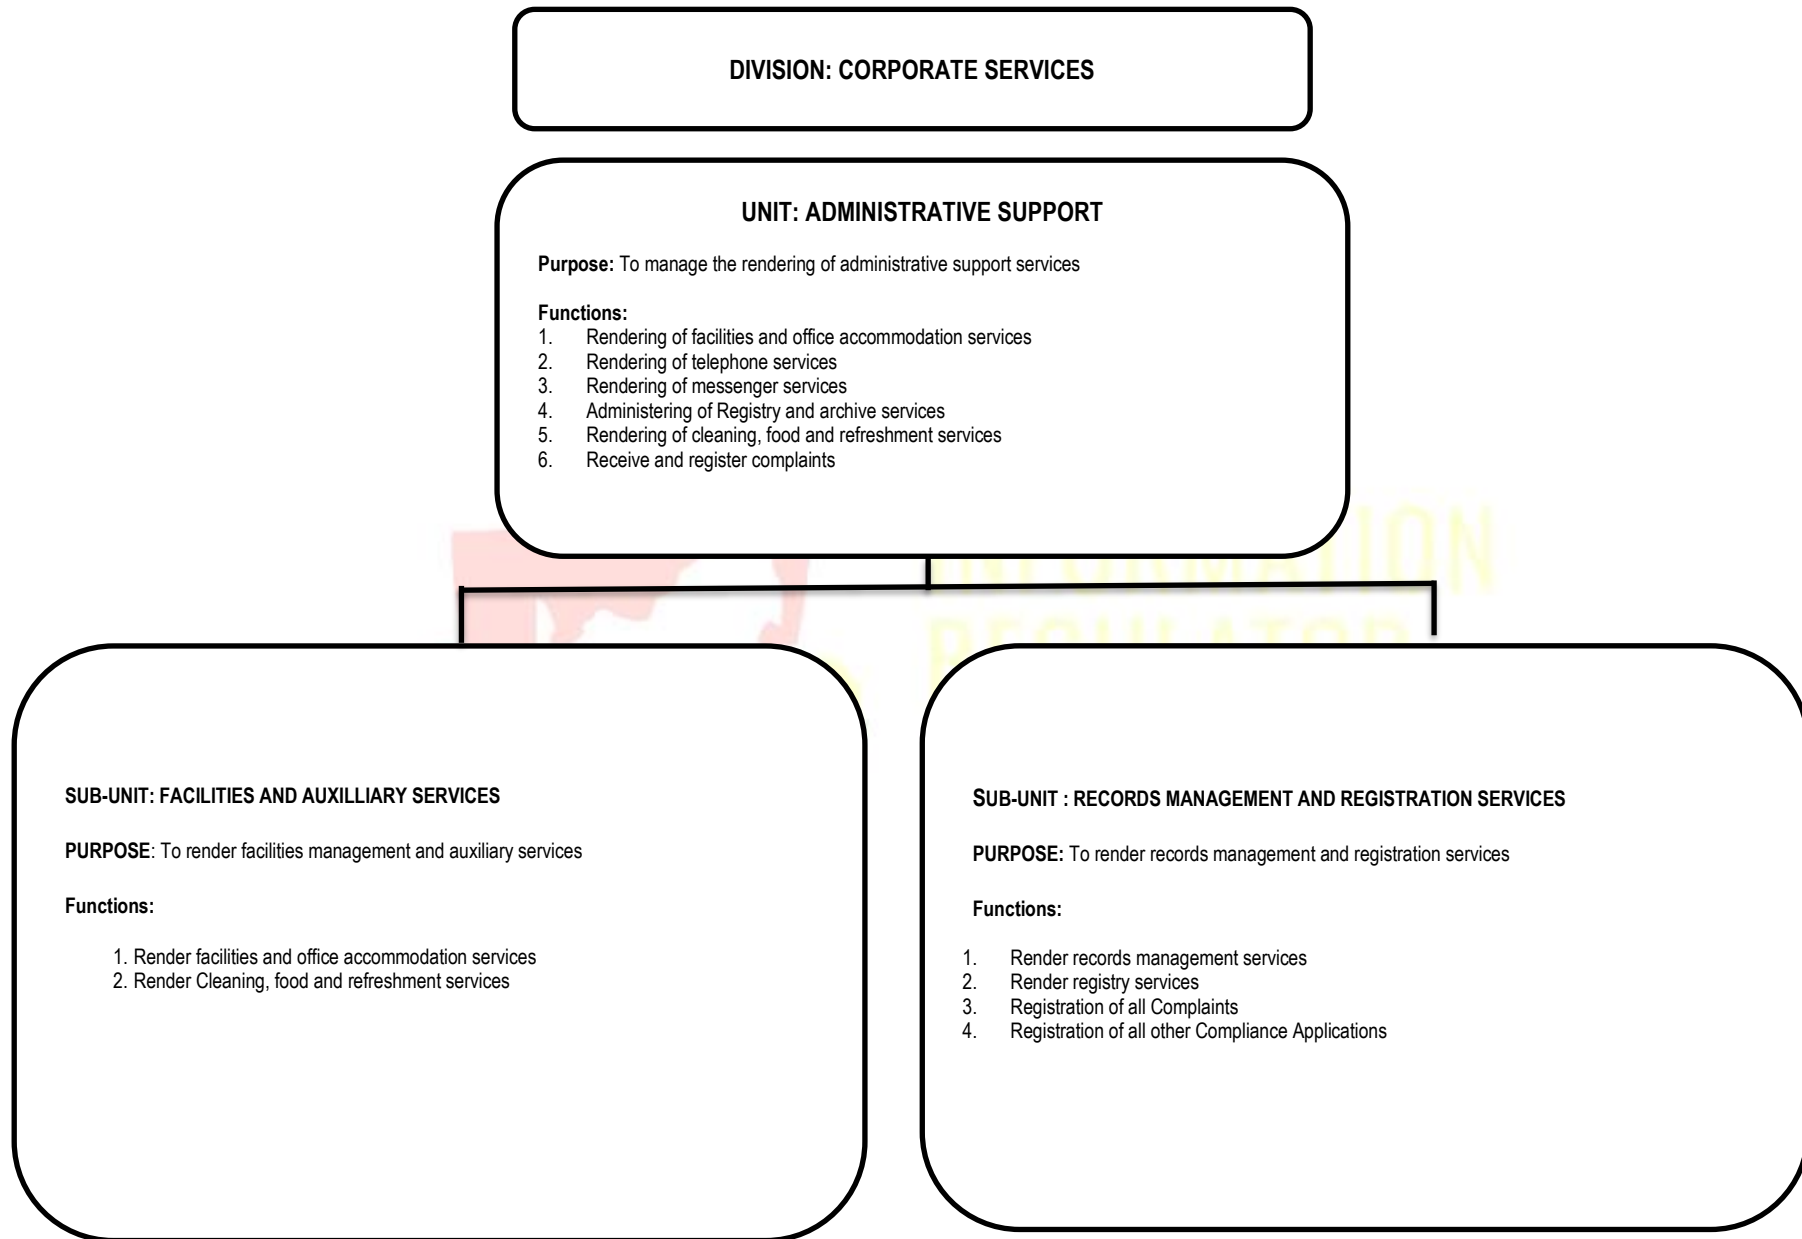 DIVISION: CORPORATE SERVICES
UNIT: ADMINISTRATIVE SUPPORT
Purpose: To manage the rendering of administrative support services
Functions:
1. Rendering of facilities and office accommodation services
2. Rendering of telephone services
3. Rendering of messenger services
4. Administering of Registry and archive services
5. Rendering of cleaning, food and refreshment services
6. Receive and register complaints
INFORMATION
REGULATOR
SUB-UNIT: FACILITIES AND AUXILLIARY SERVICES
PURPOSE: To render facilities management and auxiliary services
Functions:
1. Render facilities and office accommodation services
2. Render Cleaning, food and refreshment services
SUB-UNIT : RECORDS MANAGEMENT AND REGISTRATION SERVICES
PURPOSE: To render records management and registration services
Functions:
1. Render records management services
2. Render registry services
3. Registration of all Complaints
4. Registration of all other Compliance Applications